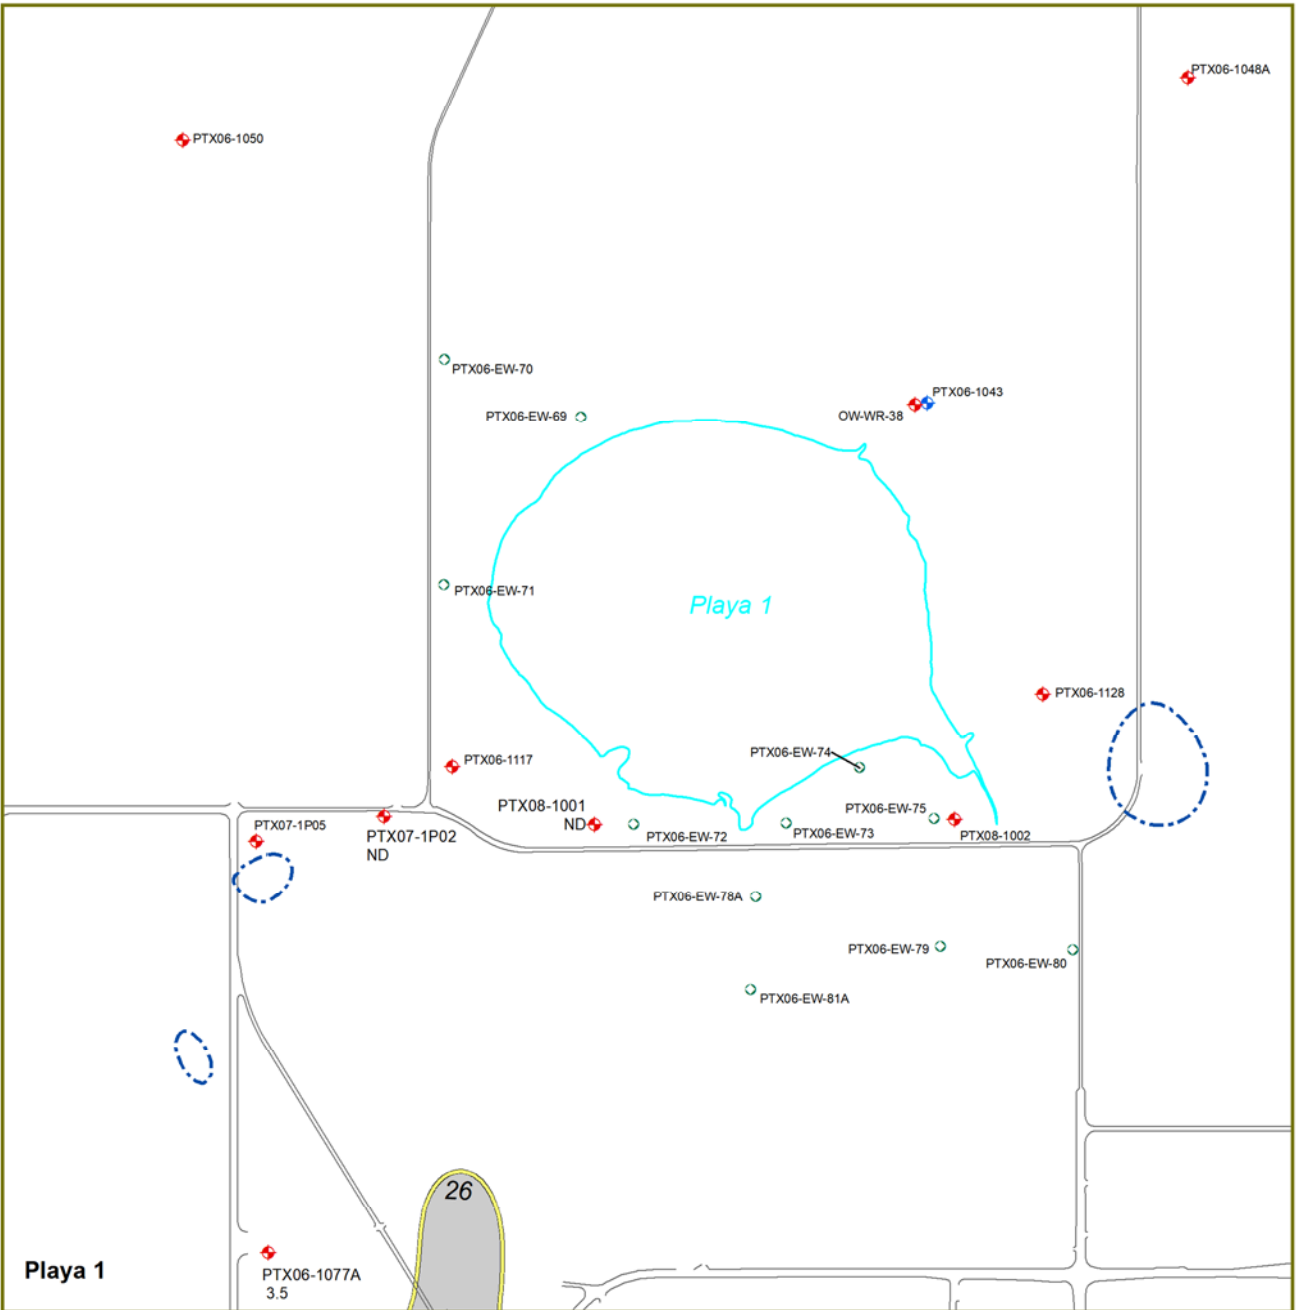 PTX06-1048A
PTX06-1050
PTX06-EW-70
PTX06-1043
PTX06-EW-69
OW-WR-38
PTX06-EW-71
Playa 1
PTX06-1128
PTX06-EW-74
PTX06-1117
PTX08-1001
ND
PTX06-EW-75
PTX07-1P05
PTX07-1P02
ND
PTX06-EW-72
PTX06-EW-73
PTX08-1002
PTX06-EW-78A
PTX06-EW-79
PTX06-EW-80
PTX06-EW-81A
26
Playa 1
PTX06-1077A
3.5